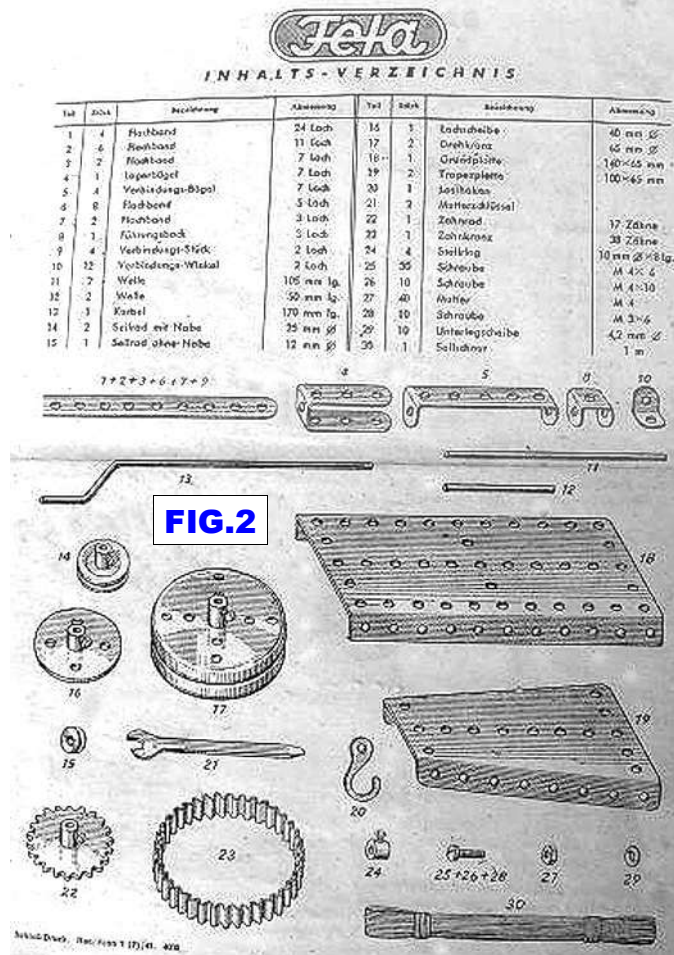 Feta
INHALTS-VERZEICHNIS
Teil Stück Bezeichnung Abmessung Teil Stück Bezeichnung Abmessung
1 4 Flachband 24 Loch 16 1 Lochscheibe 40 mm Ø
2 6 Flachband 11 Loch 17 2 Drehkranz 65 mm Ø
3 2 Flachband 7 Loch 18 1 Grundplatte 140×65 mm
4 1 Lagerbügel 7 Loch 19 2 Trapezplatte 100×65 mm
5 4 Verbindungs-Bügel 7 Loch 20 1 Lasthaken
6 8 Flachband 5 Loch 21 2 Mutterschlüssel
7 2 Flachband 3 Loch 22 1 Zahnrad 17 Zähne
8 1 Führungsbock 3 Loch 23 1 Zahnkranz 38 Zähne
9 4 Verbindungs-Stück 2 Loch 24 4 Stellring 10 mm Ø×8 lg.
10 22 Verbindungs-Winkel 2 Loch 25 35 Schraube M 4×6
11 2 Welle 105 mm lg. 26 10 Schraube M 4×10
12 2 Welle 50 mm lg. 27 40 Mutter M 4
13 1 Kurbel 170 mm lg. 28 10 Schraube M 3×6
14 2 Seilrad mit Nabe 25 mm Ø 29 10 Unterlegscheibe 4,2 mm Ø
15 1 Seilrad ohne Nabe 12 mm Ø 30 1 Seilschnur 1 m
1+2+3+6+7+9 4 5 8 10
13 11
12
FIG.2
14 18
16 17
19
15 21 20
22 23 24 25+26+28 27 29
30